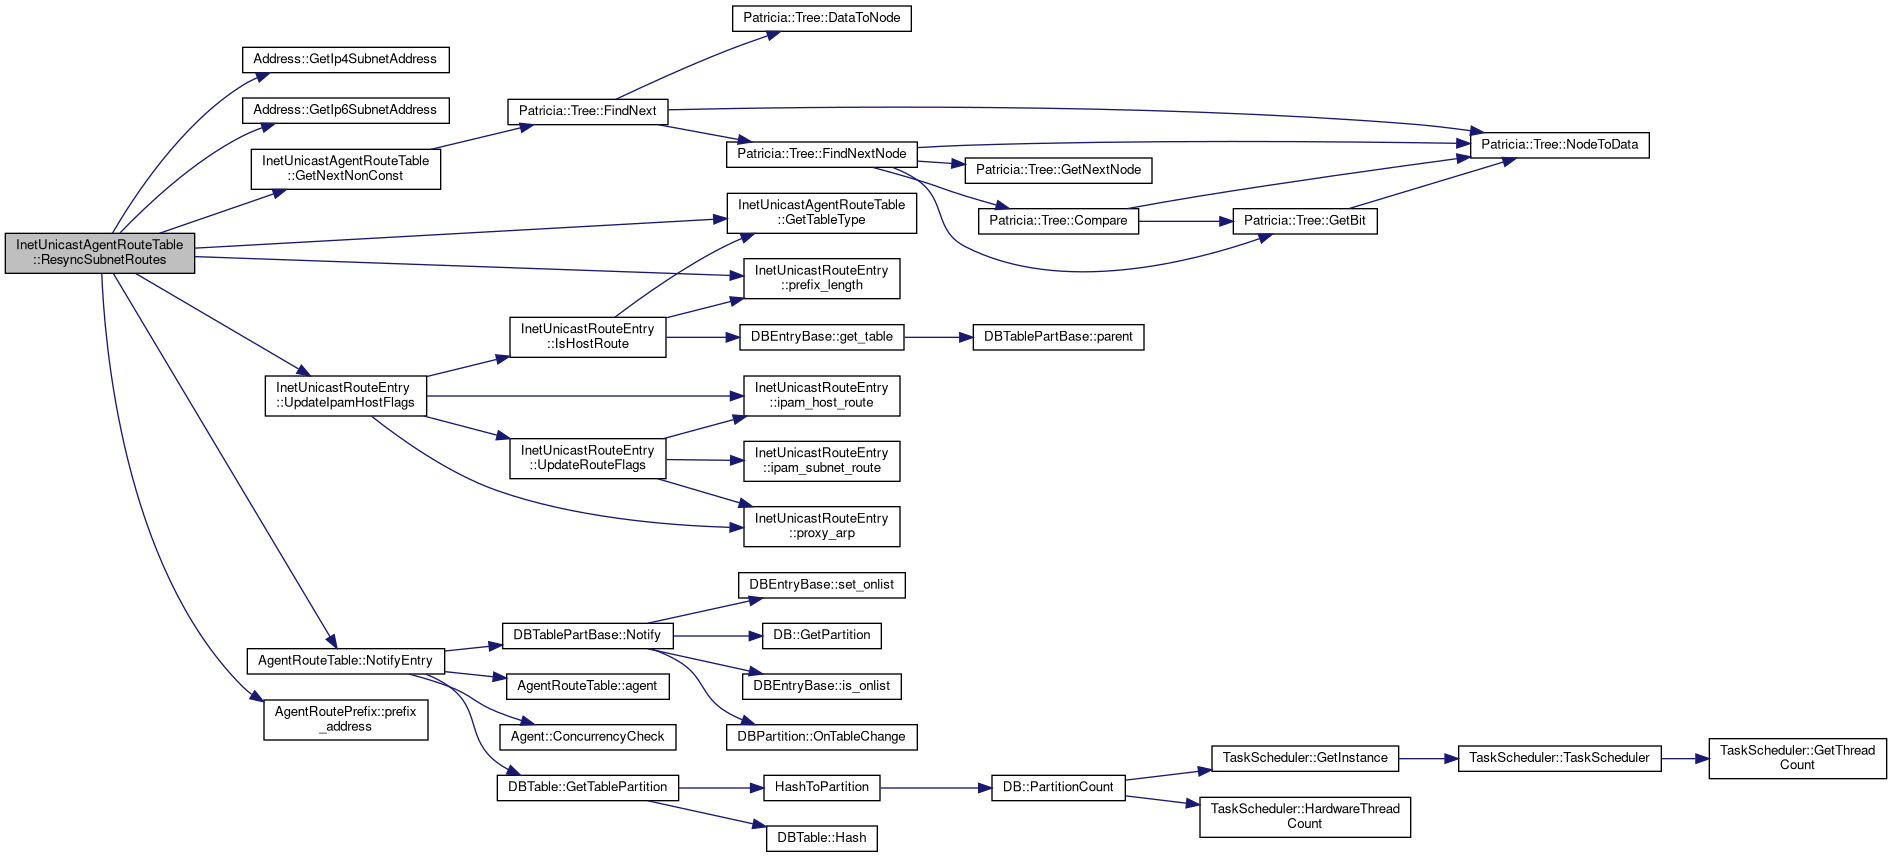 Patricia::Tree::DataToNode
Address::GetIp4SubnetAddress
Address::GetIp6SubnetAddress
Patricia::Tree::FindNext
Patricia::Tree::NodeToData
Patricia::Tree::FindNextNode
InetUnicastAgentRouteTable
::GetNextNonConst
Patricia::Tree::GetNextNode
InetUnicastAgentRouteTable
::GetTableType
Patricia::Tree::Compare
Patricia::Tree::GetBit
InetUnicastAgentRouteTable
::ResyncSubnetRoutes
InetUnicastRouteEntry
::prefix_length
InetUnicastRouteEntry
::IsHostRoute
DBEntryBase::get_table
DBTablePartBase::parent
InetUnicastRouteEntry
::UpdateIpamHostFlags
InetUnicastRouteEntry
::ipam_host_route
InetUnicastRouteEntry
::UpdateRouteFlags
InetUnicastRouteEntry
::ipam_subnet_route
InetUnicastRouteEntry
::proxy_arp
DBEntryBase::set_onlist
DBTablePartBase::Notify
DB::GetPartition
AgentRouteTable::NotifyEntry
AgentRouteTable::agent
DBEntryBase::is_onlist
AgentRoutePrefix::prefix
_address
Agent::ConcurrencyCheck
DBPartition::OnTableChange
TaskScheduler::GetInstance
TaskScheduler::TaskScheduler
TaskScheduler::GetThread
Count
DBTable::GetTablePartition
HashToPartition
DB::PartitionCount
TaskScheduler::HardwareThread
Count
DBTable::Hash